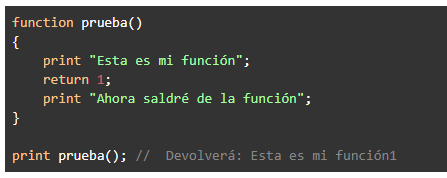 function prueba()
{
    print "Esta es mi función";
    return 1;
    print "Ahora saldré de la función";
}
print prueba(); //  Devolverá: Esta es mi función1